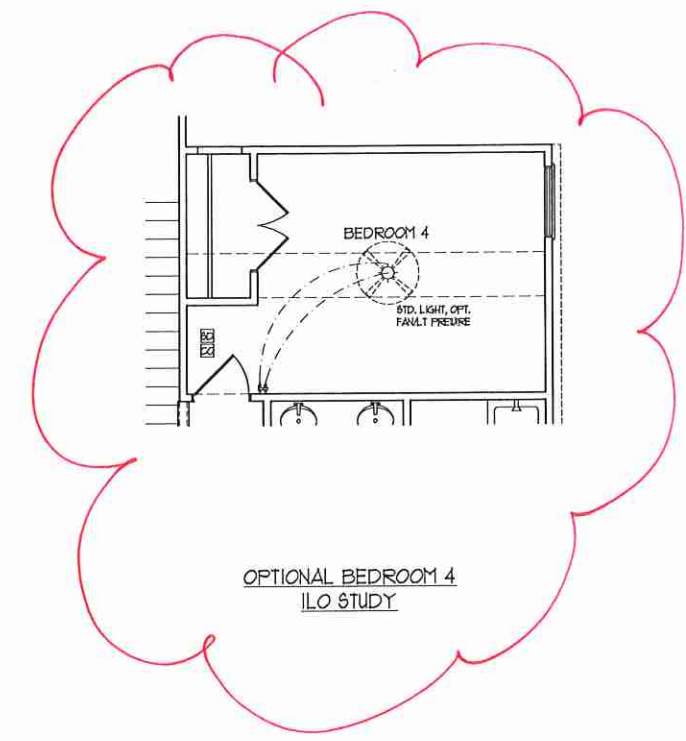 BEDROOM 4
STD. LIGHT, OPT.
FAN/LT PREWIRE
OPTIONAL BEDROOM 4
ILO STUDY